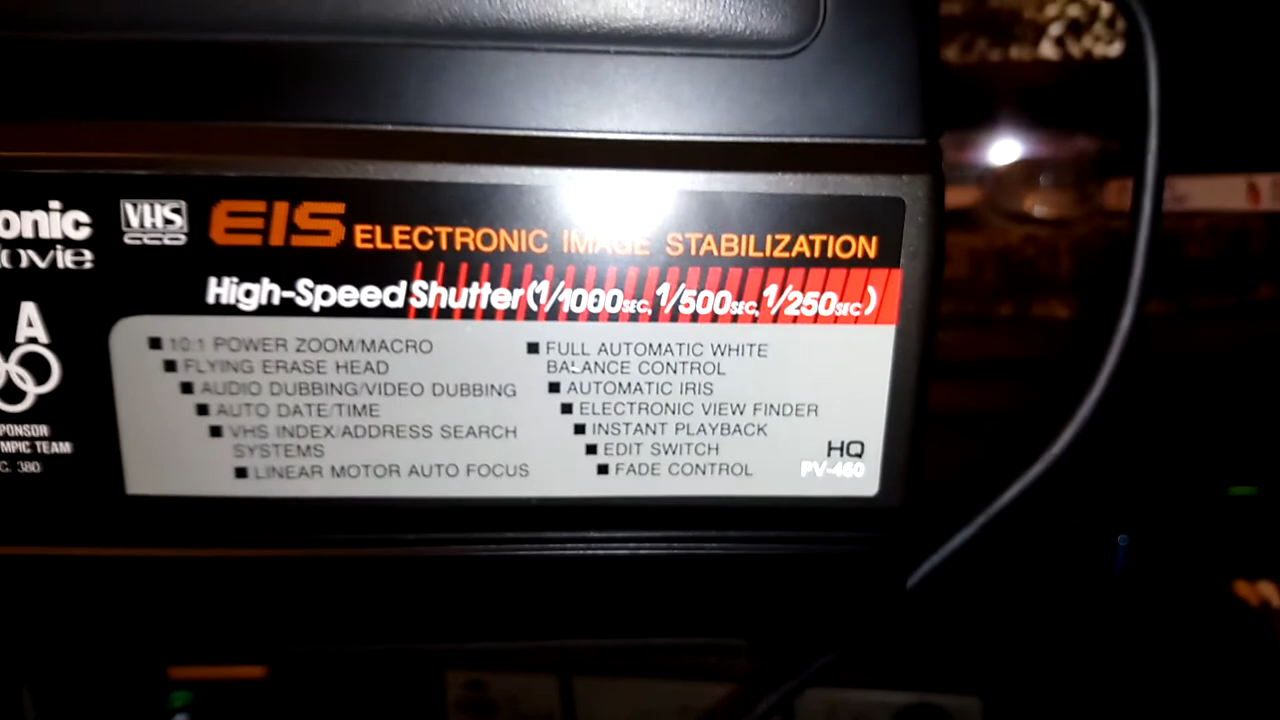 onic
ovie
VHS
EIS ELECTRONIC IMAGE STABILIZATION
High-Speed Shutter (1/1000SEC, 1/500SEC, 1/250SEC)
A
PONSOR
MPIC TEAM
C. 380
■ 10:1 POWER ZOOM/MACRO
■ FLYING ERASE HEAD
■ AUDIO DUBBING/VIDEO DUBBING
■ AUTO DATE/TIME
■ VHS INDEX/ADDRESS SEARCH
SYSTEMS
■ LINEAR MOTOR AUTO FOCUS
■ FULL AUTOMATIC WHITE
BALANCE CONTROL
■ AUTOMATIC IRIS
■ ELECTRONIC VIEW FINDER
■ INSTANT PLAYBACK
■ EDIT SWITCH
■ FADE CONTROL
HQ
PV-460